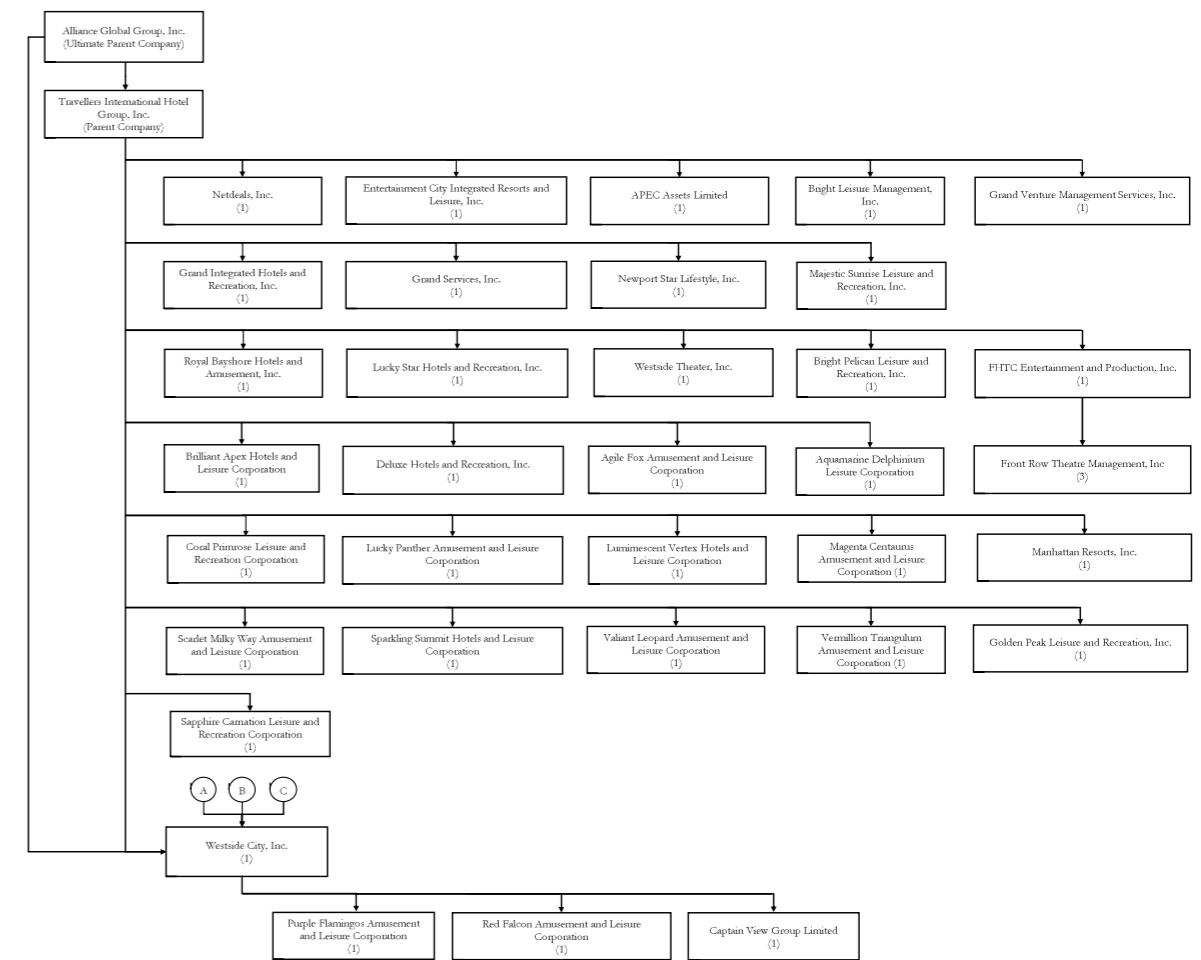 Alliance Global Group, Inc.
(Ultimate Parent Company)
Travellers International Hotel
Group, Inc.
(Parent Company)
Netdeals, Inc.
(1)
Entertainment City Integrated Resorts and
Leisure, Inc.
(1)
APEC Assets Limited
(1)
Bright Leisure Management,
Inc.
(1)
Grand Venture Management Services, Inc.
(1)
Grand Integrated Hotels and
Recreation, Inc.
(1)
Grand Services, Inc.
(1)
Newport Star Lifestyle, Inc.
(1)
Majestic Sunrise Leisure and
Recreation, Inc.
(1)
Royal Bayshore Hotels and
Amusement, Inc.
(1)
Lucky Star Hotels and Recreation, Inc.
(1)
Westside Theater, Inc.
(1)
Bright Pelican Leisure and
Recreation, Inc.
(1)
FHTC Entertainment and Production, Inc.
(1)
Brilliant Apex Hotels and
Leisure Corporation
(1)
Deluxe Hotels and Recreation, Inc.
(1)
Agile Fox Amusement and Leisure
Corporation
(1)
Aquamarine Delphinium
Leisure Corporation
(1)
Front Row Theatre Management, Inc
(3)
Coral Primrose Leisure and
Recreation Corporation
(1)
Lucky Panther Amusement and Leisure
Corporation
(1)
Lumimescent Vertex Hotels and
Leisure Corporation
(1)
Magenta Centaurus
Amusement and Leisure
Corporation (1)
Manhattan Resorts, Inc.
(1)
Scarlet Milky Way Amusement
and Leisure Corporation
(1)
Sparkling Summit Hotels and Leisure
Corporation
(1)
Valiant Leopard Amusement and
Leisure Corporation
(1)
Vermillion Triangulum
Amusement and Leisure
Corporation (1)
Golden Peak Leisure and Recreation, Inc.
(1)
Sapphire Carnation Leisure and
Recreation Corporation
(1)
A
B
C
Westside City, Inc.
(1)
Purple Flamingos Amusement
and Leisure Corporation
(1)
Red Falcon Amusement and Leisure
Corporation
(1)
Captain View Group Limited
(1)